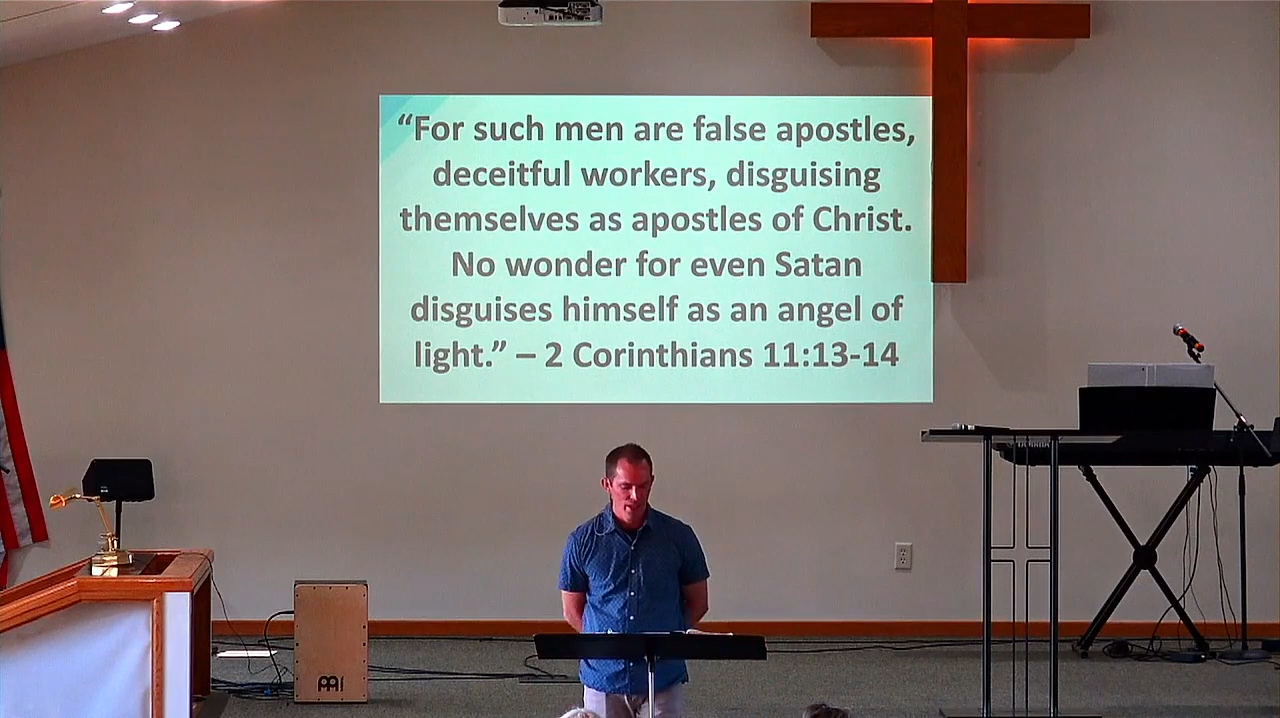 “For such men are false apostles,
deceitful workers, disguising
themselves as apostles of Christ.
No wonder for even Satan
disguises himself as an angel of
light.” – 2 Corinthians 11:13-14